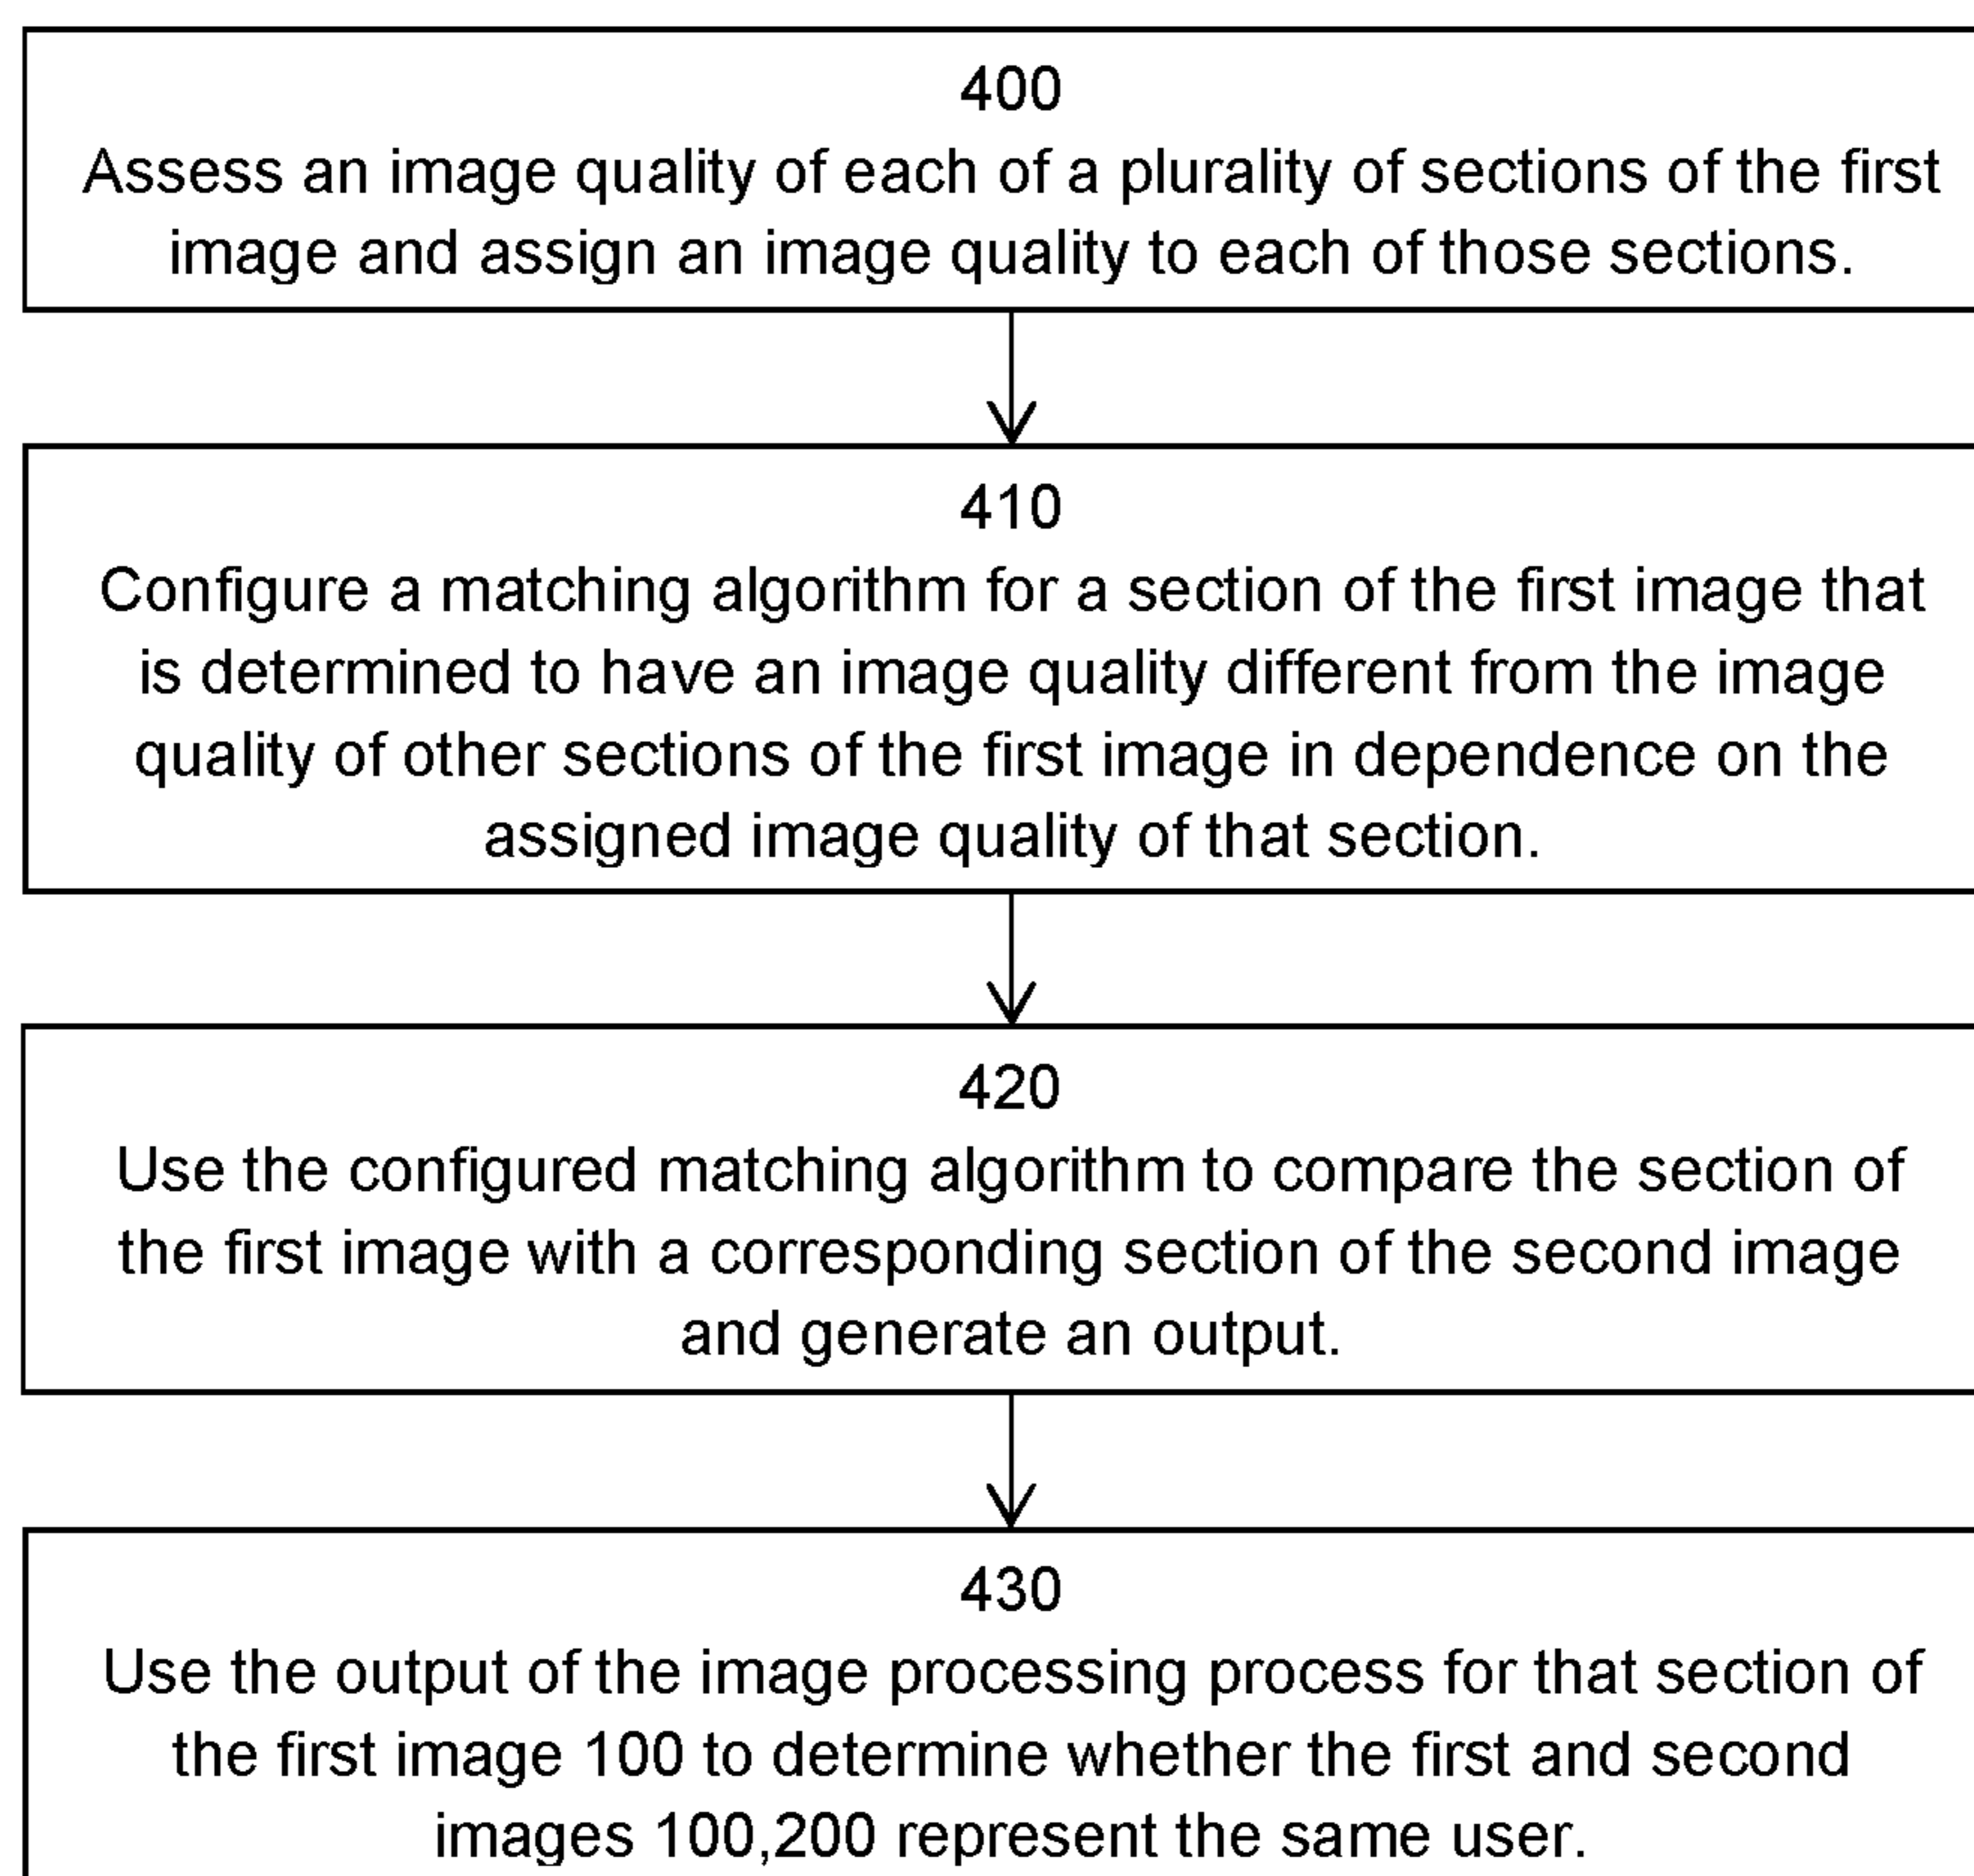 400
Assess an image quality of each of a plurality of sections of the first
image and assign an image quality to each of those sections.
410
Configure a matching algorithm for a section of the first image that
is determined to have an image quality different from the image
quality of other sections of the first image in dependence on the
assigned image quality of that section.
420
Use the configured matching algorithm to compare the section of
the first image with a corresponding section of the second image
and generate an output.
430
Use the output of the image processing process for that section of
the first image 100 to determine whether the first and second
images 100,200 represent the same user.